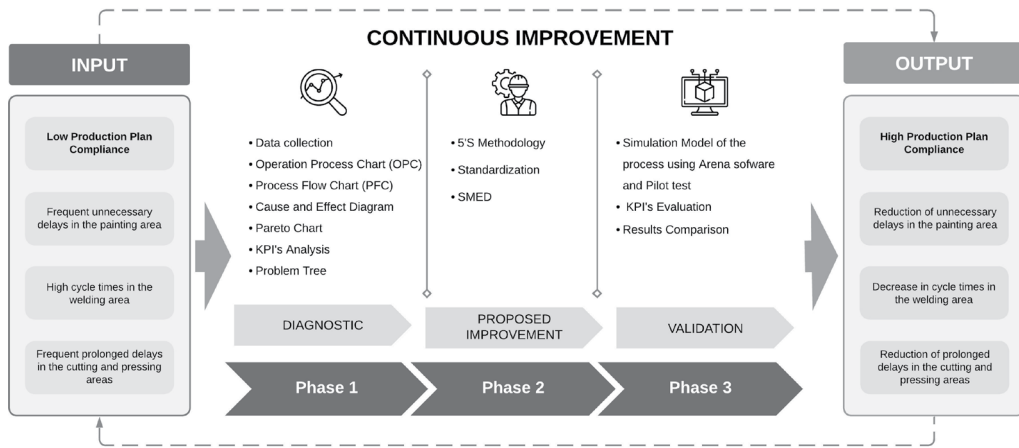 CONTINUOUS IMPROVEMENT
INPUT
Low Production Plan
Compliance
Frequent unnecessary
delays in the painting area
High cycle times in the
welding area
Frequent prolonged delays
in the cutting and pressing
areas
• Data collection
• Operation Process Chart (OPC)
• Process Flow Chart (PFC)
• Cause and Effect Diagram
• Pareto Chart
• KPI's Analysis
• Problem Tree
DIAGNOSTIC
Phase 1
• 5'S Methodology
• Standardization
• SMED
PROPOSED
IMPROVEMENT
Phase 2
• Simulation Model of the
process using Arena sofware
and Pilot test
• KPI's Evaluation
• Results Comparison
VALIDATION
Phase 3
OUTPUT
High Production Plan
Compliance
Reduction of unnecessary
delays in the painting area
Decrease in cycle times in
the welding area
Reduction of prolonged
delays in the cutting and
pressing areas